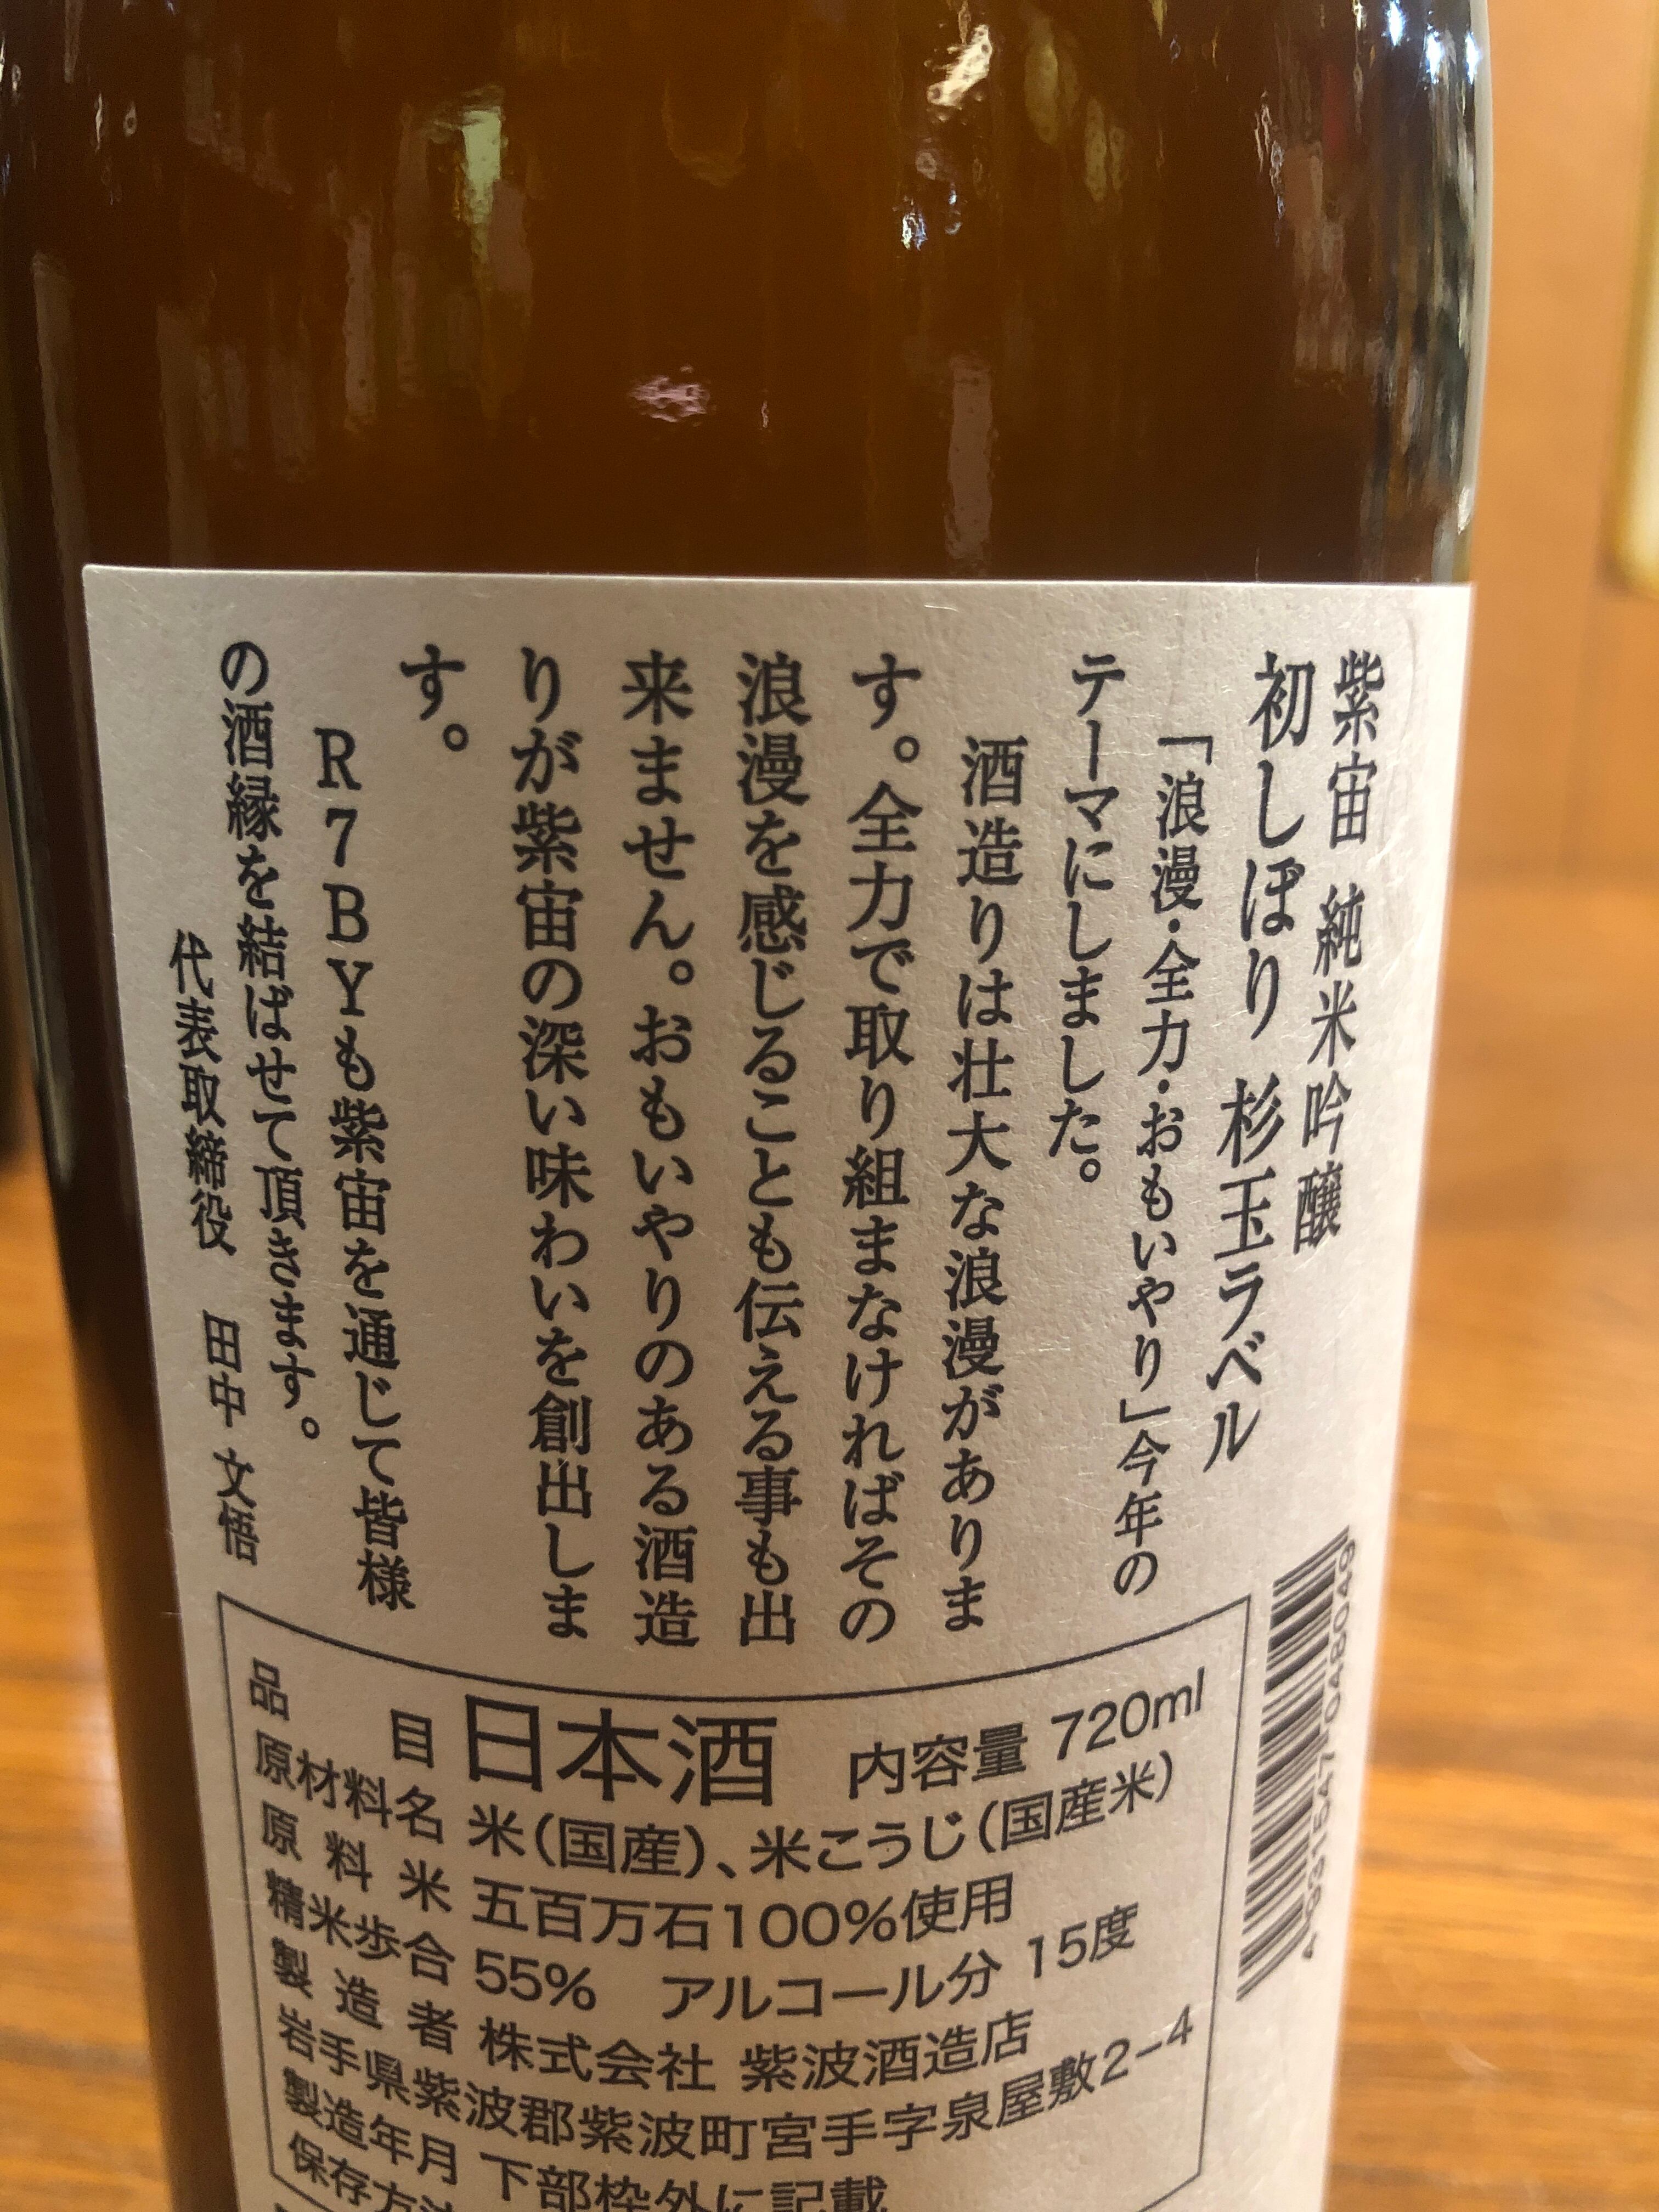 紫宙 純米吟醸
初しぼり 杉玉ラベル
「浪漫・全力・おもいやり」今年の
テーマにしました。
酒造りは壮大な浪漫がありま
す。全力で取り組まなければその
浪漫を感じることも伝える事も出
来ません。おもいやりのある酒造
りが紫宙の深い味わいを創出しま
す。
R7BYも紫宙を通じて皆様
の酒縁を結ばせて頂きます。
代表取締役 田中 文悟
品目 日本酒 内容量 720ml
原材料名 米(国産)、米こうじ(国産米)
原料米 五百万石100%使用
精米歩合 55% アルコール分 15度
製造者 株式会社 紫波酒造店
岩手県紫波郡紫波町宮手字泉屋敷2-4
製造年月 下部枠外に記載
保存方法
4931547048049